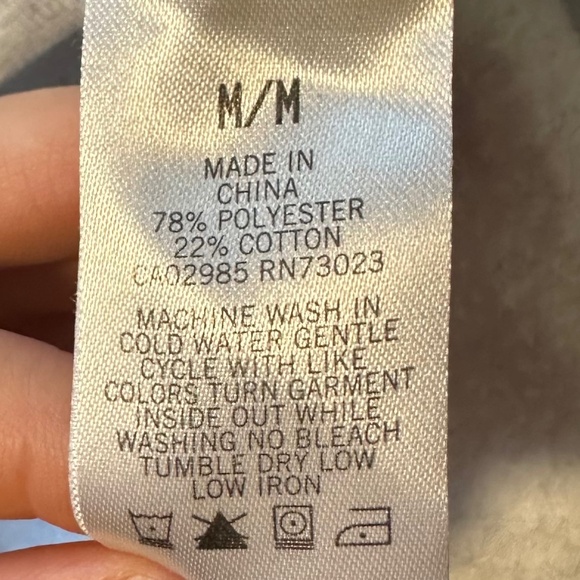 M/M
MADE IN
CHINA
78% POLYESTER
22% COTTON
CA02985 RN73023
MACHINE WASH IN
COLD WATER GENTLE
CYCLE WITH LIKE
COLORS TURN GARMENT
INSIDE OUT WHILE
WASHING NO BLEACH
TUMBLE DRY LOW
LOW IRON